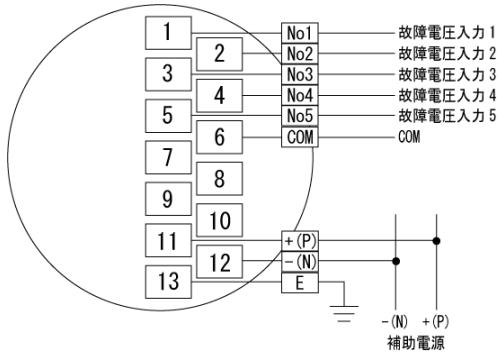 1 No1 故障電圧入力1
2 No2 故障電圧入力2
3 No3 故障電圧入力3
4 No4 故障電圧入力4
5 No5 故障電圧入力5
6 COM COM
7
8
9
10
11 +(P)
12 -(N)
13 E
-(N) +(P)
補助電源